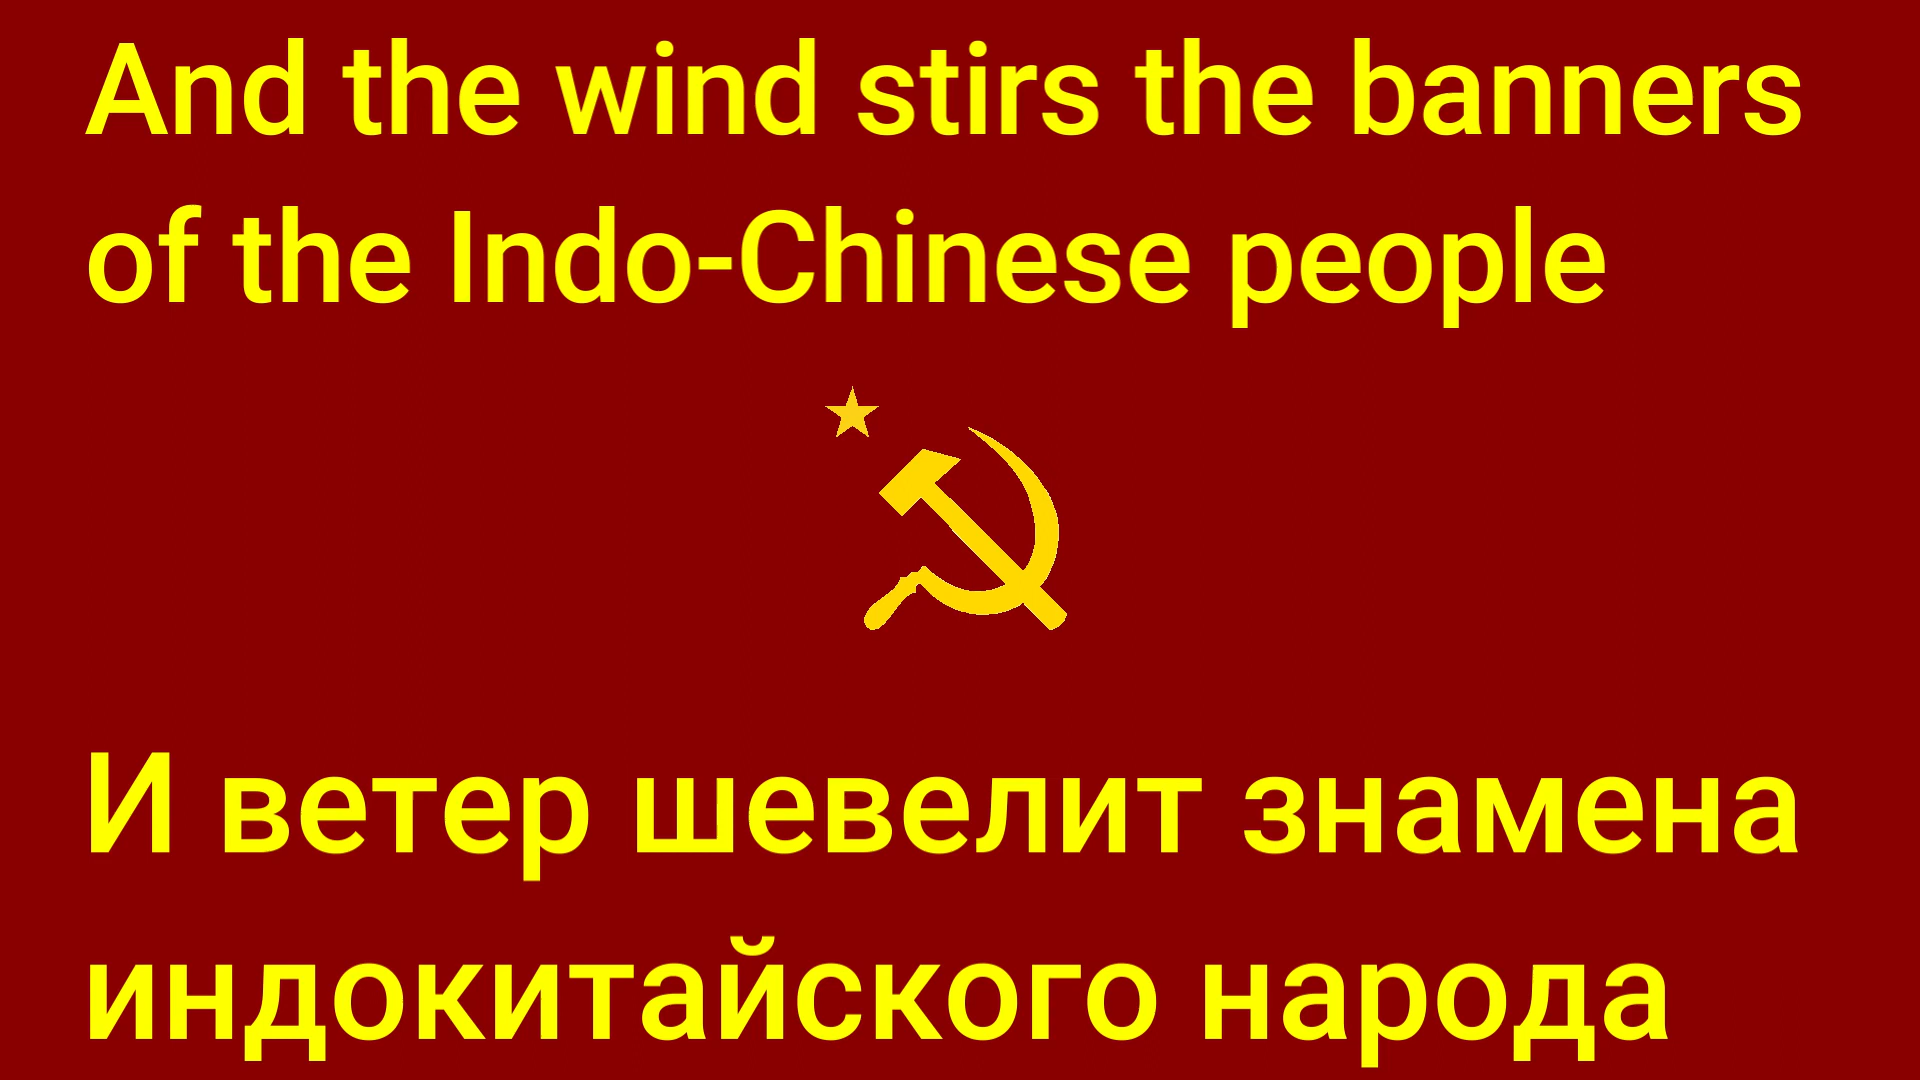 And the wind stirs the banners
of the Indo-Chinese people
И ветер шевелит знамена
индокитайского народа